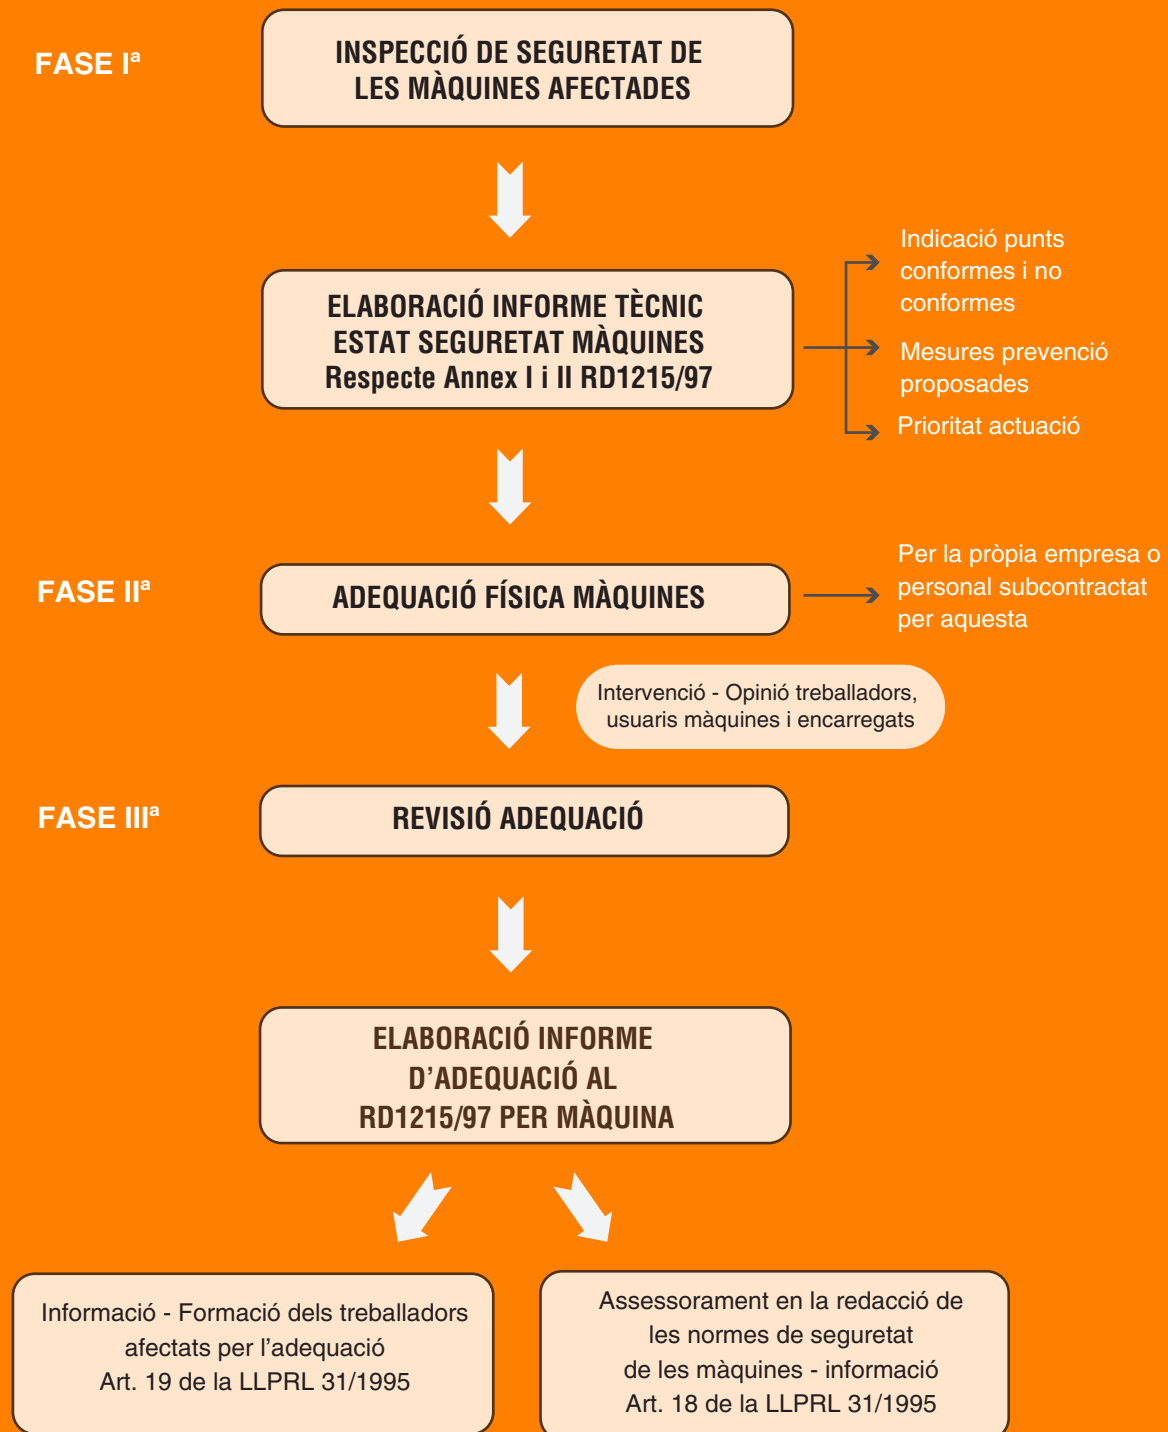 FASE Iª
INSPECCIÓ DE SEGURETAT DE
LES MÀQUINES AFECTADES
ELABORACIÓ INFORME TÈCNIC
ESTAT SEGURETAT MÀQUINES
Respecte Annex I i II RD1215/97
Indicació punts
conformes i no
conformes
Mesures prevenció
proposades
Prioritat actuació
FASE IIª
ADEQUACIÓ FÍSICA MÀQUINES
Per la pròpia empresa o
personal subcontractat
per aquesta
Intervenció - Opinió treballadors,
usuaris màquines i encarregats
FASE IIIª
REVISIÓ ADEQUACIÓ
ELABORACIÓ INFORME
D’ADEQUACIÓ AL
RD1215/97 PER MÀQUINA
Informació - Formació dels treballadors
afectats per l’adequació
Art. 19 de la LLPRL 31/1995
Assessorament en la redacció de
les normes de seguretat
de les màquines - informació
Art. 18 de la LLPRL 31/1995